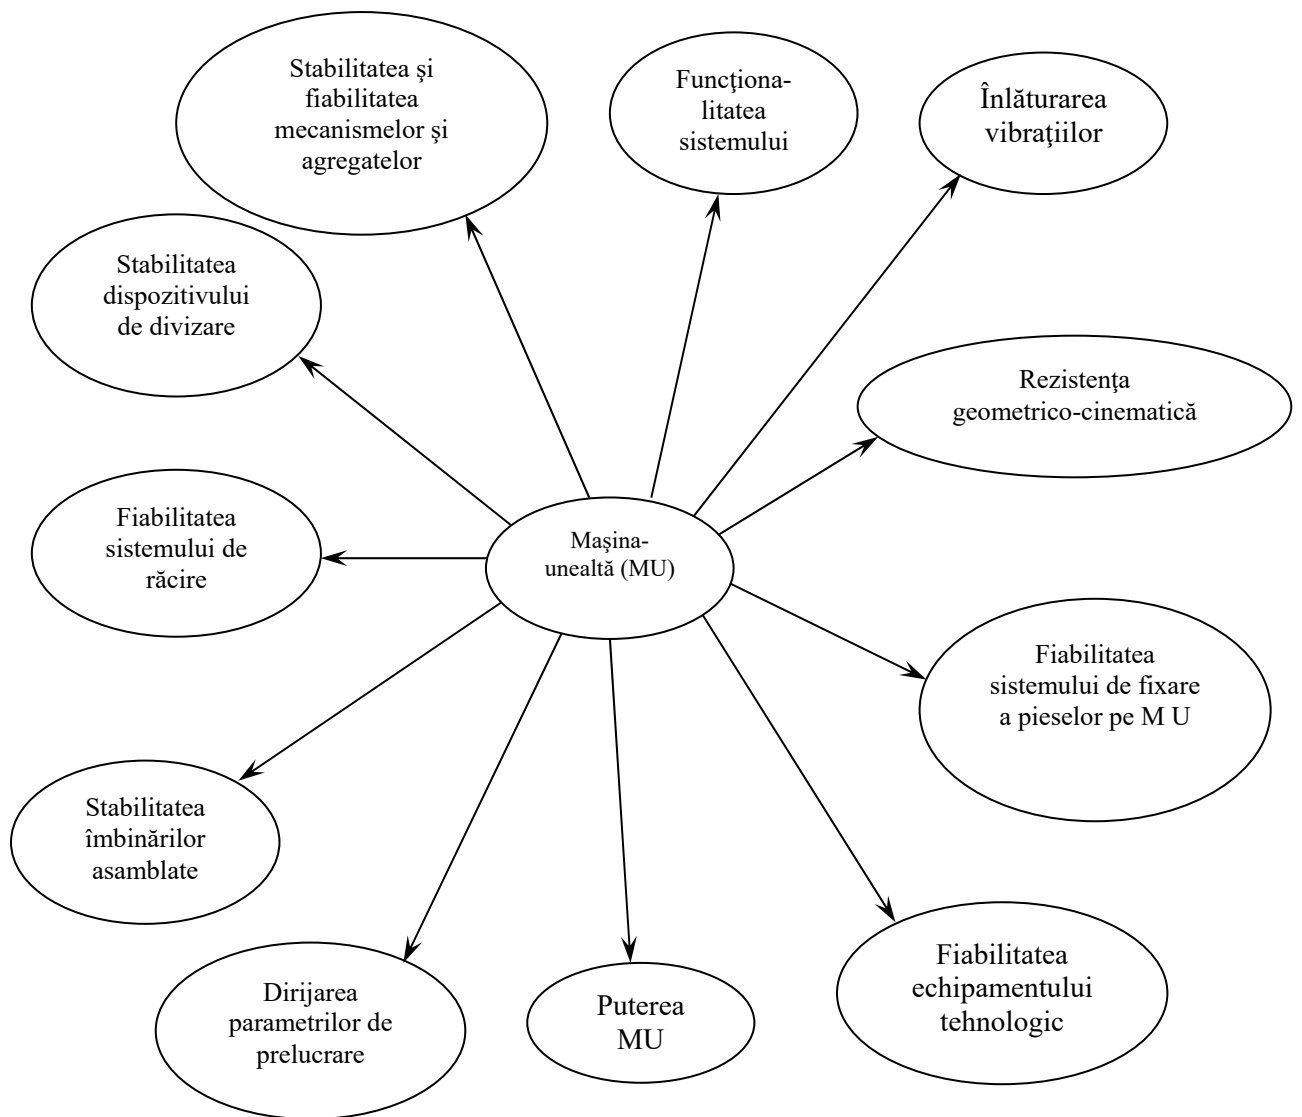 Stabilitatea şi
fiabilitatea
mecanismelor şi
agregatelor
Funcţiona-
litatea
sistemului
Înlăturarea
vibraţiilor
Stabilitatea
dispozitivului
de divizare
Rezistenţa
geometrico-cinematică
Fiabilitatea
sistemului de
răcire
Maşina-
unealtă (MU)
Fiabilitatea
sistemului de fixare
a pieselor pe M U
Stabilitatea
îmbinărilor
asamblate
Dirijarea
parametrilor de
prelucrare
Puterea
MU
Fiabilitatea
echipamentului
tehnologic